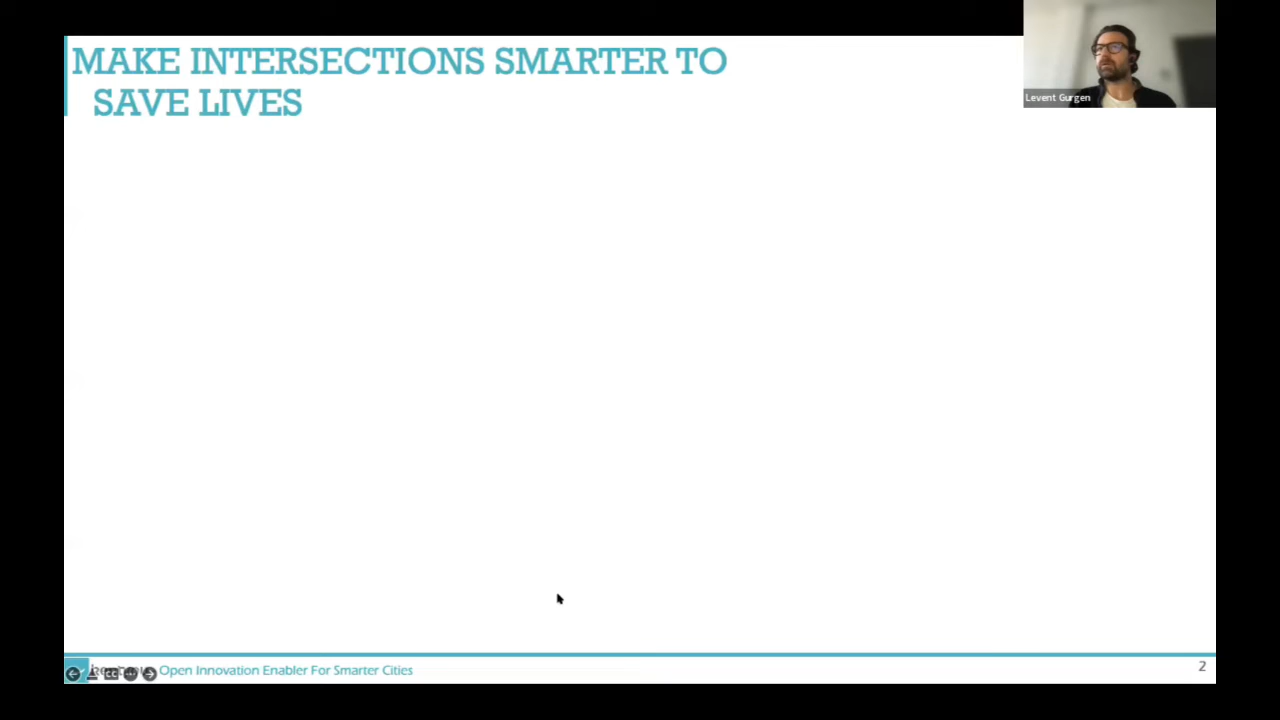 MAKE INTERSECTIONS SMARTER TO
SAVE LIVES
Levent Gurgen
Open Innovation Enabler For Smarter Cities
2